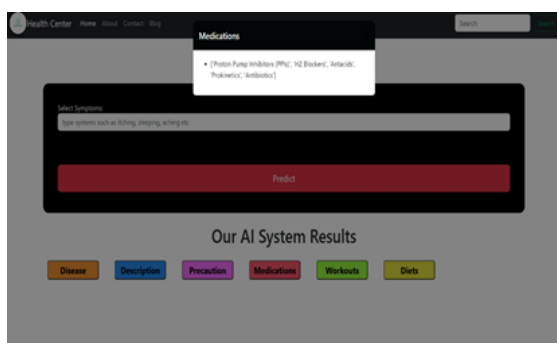 Health Center Home About Contact Blog
Search
Medications
• ['Proton Pump Inhibitors (PPIs)', 'H2 Blockers', 'Antacids',
'Prokinetics', 'Antibiotics']
Select Symptoms:
type systems such as itching, sleeping, aching etc
Predict
Our AI System Results
Disease
Description
Precaution
Medications
Workouts
Diets